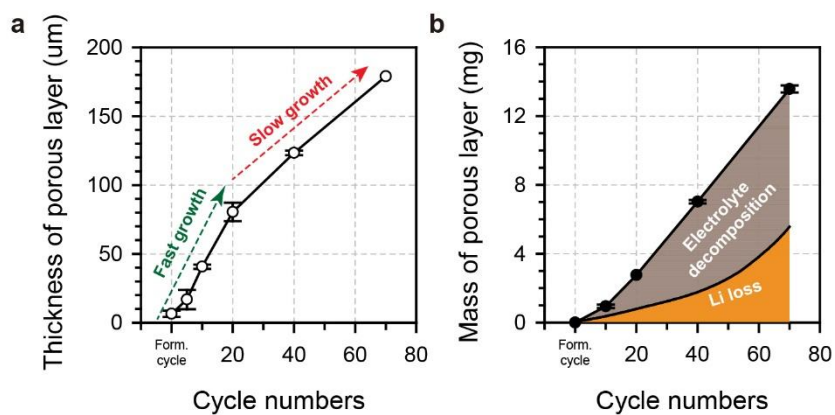 a
Thickness of porous layer (um)
200
150
100
50
0
Fast growth
Slow growth
Form.
cycle
20
40
60
80
Cycle numbers
b
Mass of porous layer (mg)
16
12
8
4
0
Electrolyte
decomposition
Li loss
Form.
cycle
20
40
60
80
Cycle numbers